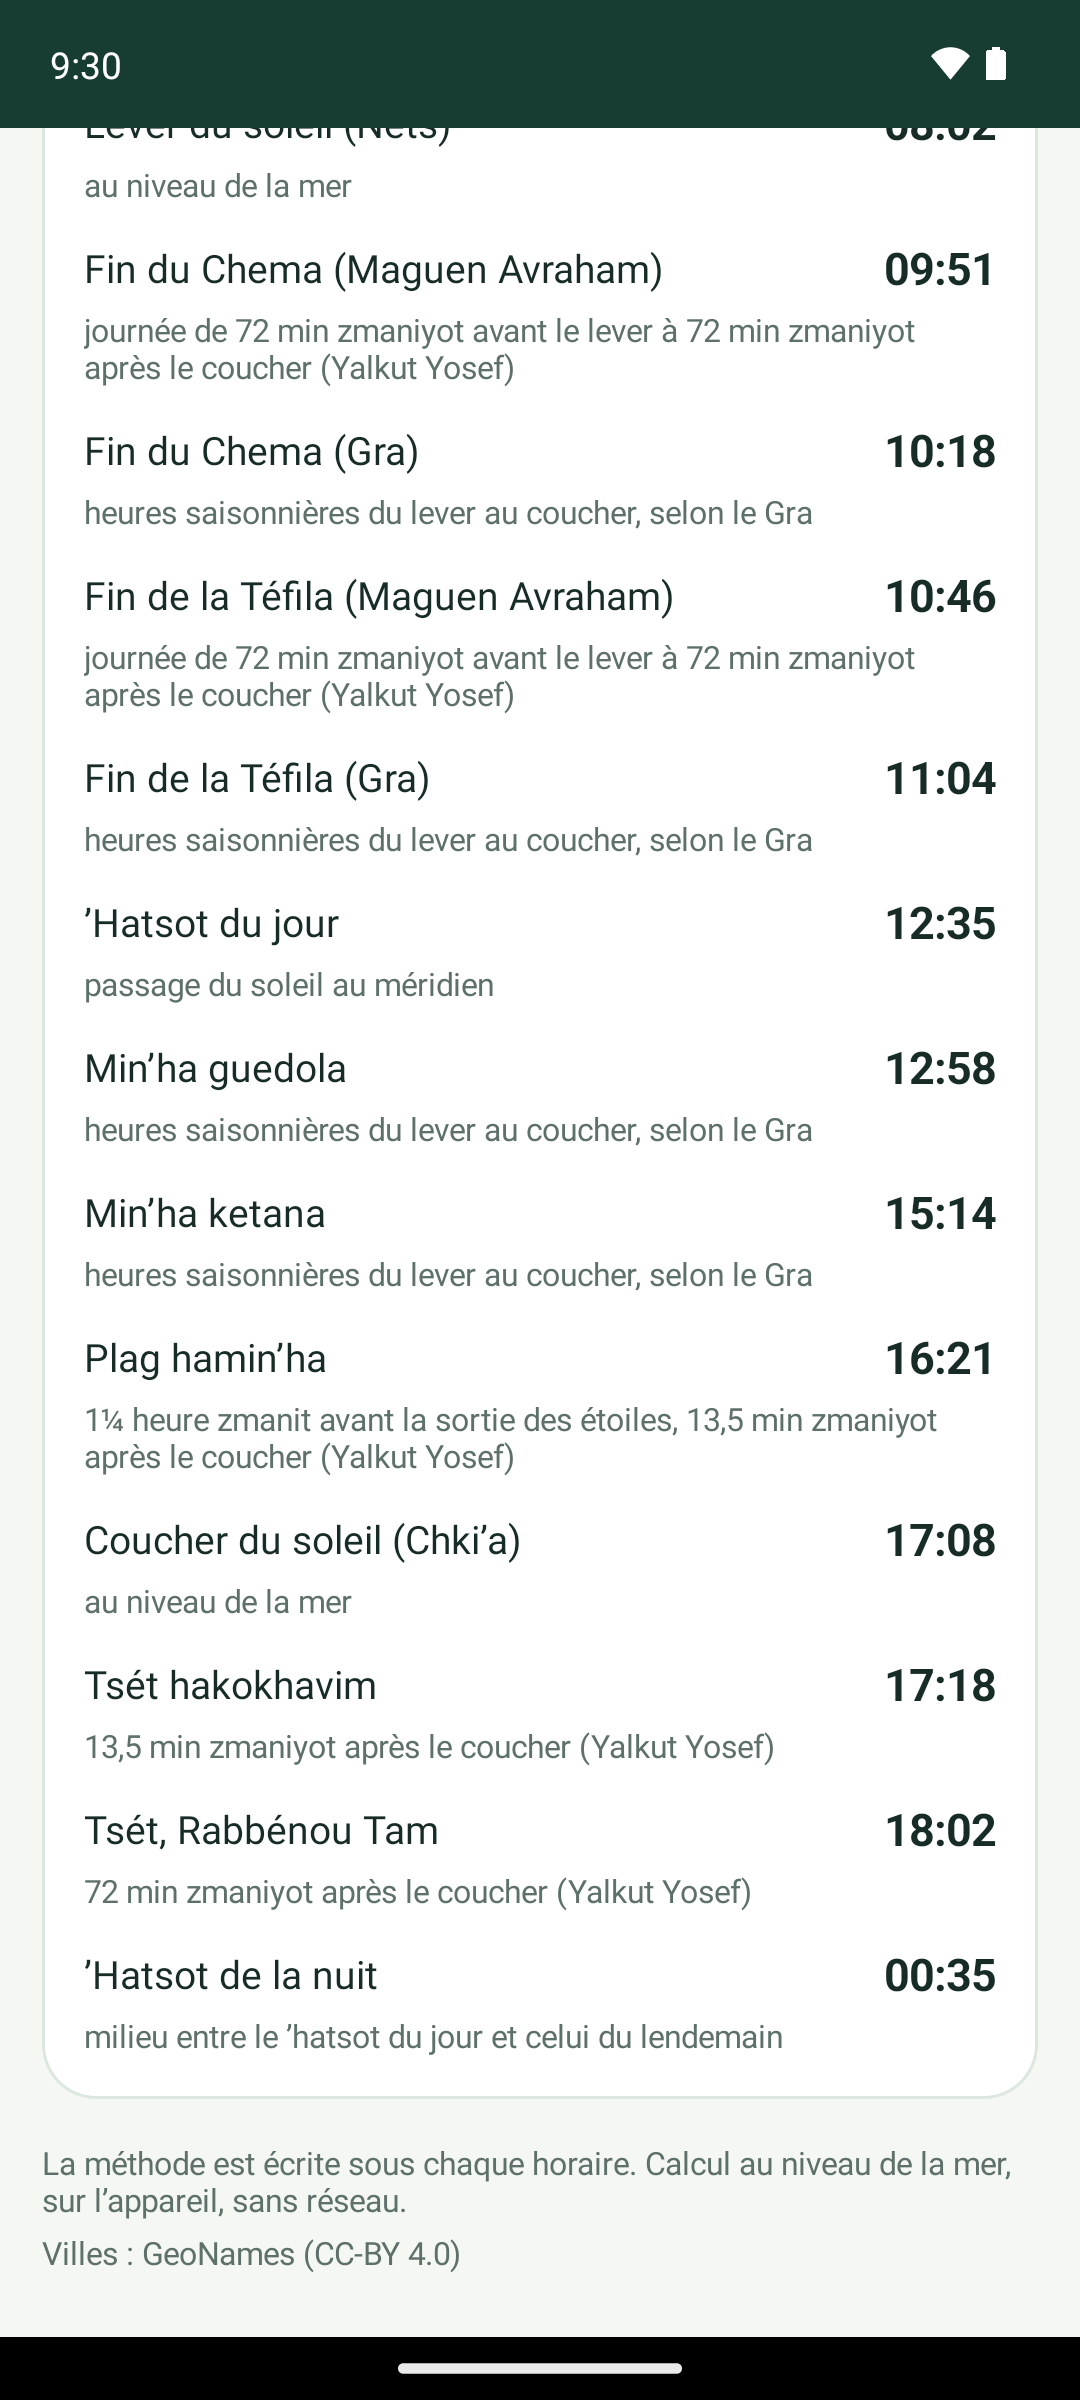 9:30
Lever du soleil (Nets) 08:02
au niveau de la mer
Fin du Chema (Maguen Avraham) 09:51
journée de 72 min zmaniyot avant le lever à 72 min zmaniyot
après le coucher (Yalkut Yosef)
Fin du Chema (Gra) 10:18
heures saisonnières du lever au coucher, selon le Gra
Fin de la Téfila (Maguen Avraham) 10:46
journée de 72 min zmaniyot avant le lever à 72 min zmaniyot
après le coucher (Yalkut Yosef)
Fin de la Téfila (Gra) 11:04
heures saisonnières du lever au coucher, selon le Gra
’Hatsot du jour 12:35
passage du soleil au méridien
Min’ha guedola 12:58
heures saisonnières du lever au coucher, selon le Gra
Min’ha ketana 15:14
heures saisonnières du lever au coucher, selon le Gra
Plag hamin’ha 16:21
1¼ heure zmanit avant la sortie des étoiles, 13,5 min zmaniyot
après le coucher (Yalkut Yosef)
Coucher du soleil (Chki’a) 17:08
au niveau de la mer
Tsét hakokhavim 17:18
13,5 min zmaniyot après le coucher (Yalkut Yosef)
Tsét, Rabbénou Tam 18:02
72 min zmaniyot après le coucher (Yalkut Yosef)
’Hatsot de la nuit 00:35
milieu entre le ’hatsot du jour et celui du lendemain
La méthode est écrite sous chaque horaire. Calcul au niveau de la mer,
sur l’appareil, sans réseau.
Villes : GeoNames (CC-BY 4.0)